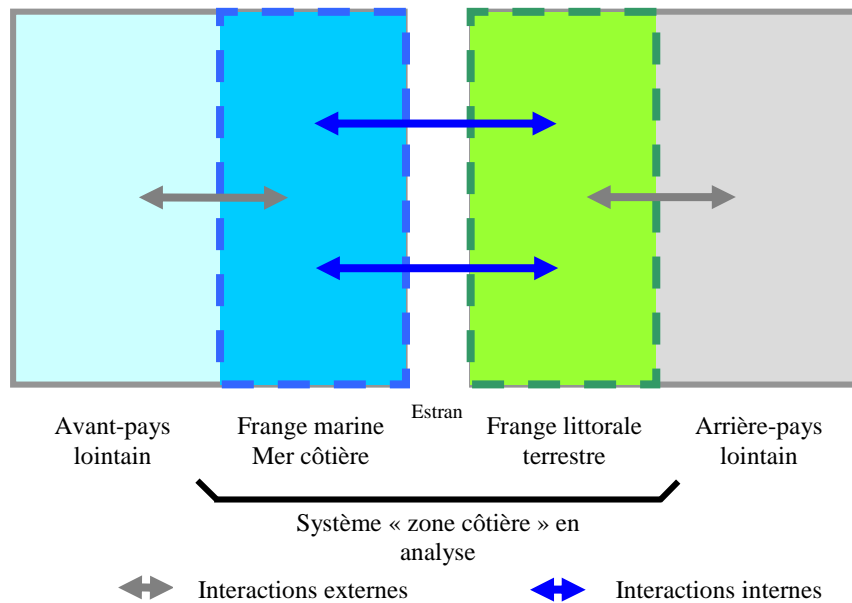 Estran
Avant-pays
lointain
Frange marine
Mer côtière
Frange littorale
terrestre
Arrière-pays
lointain
Système « zone côtière » en
analyse
Interactions externes
Interactions internes